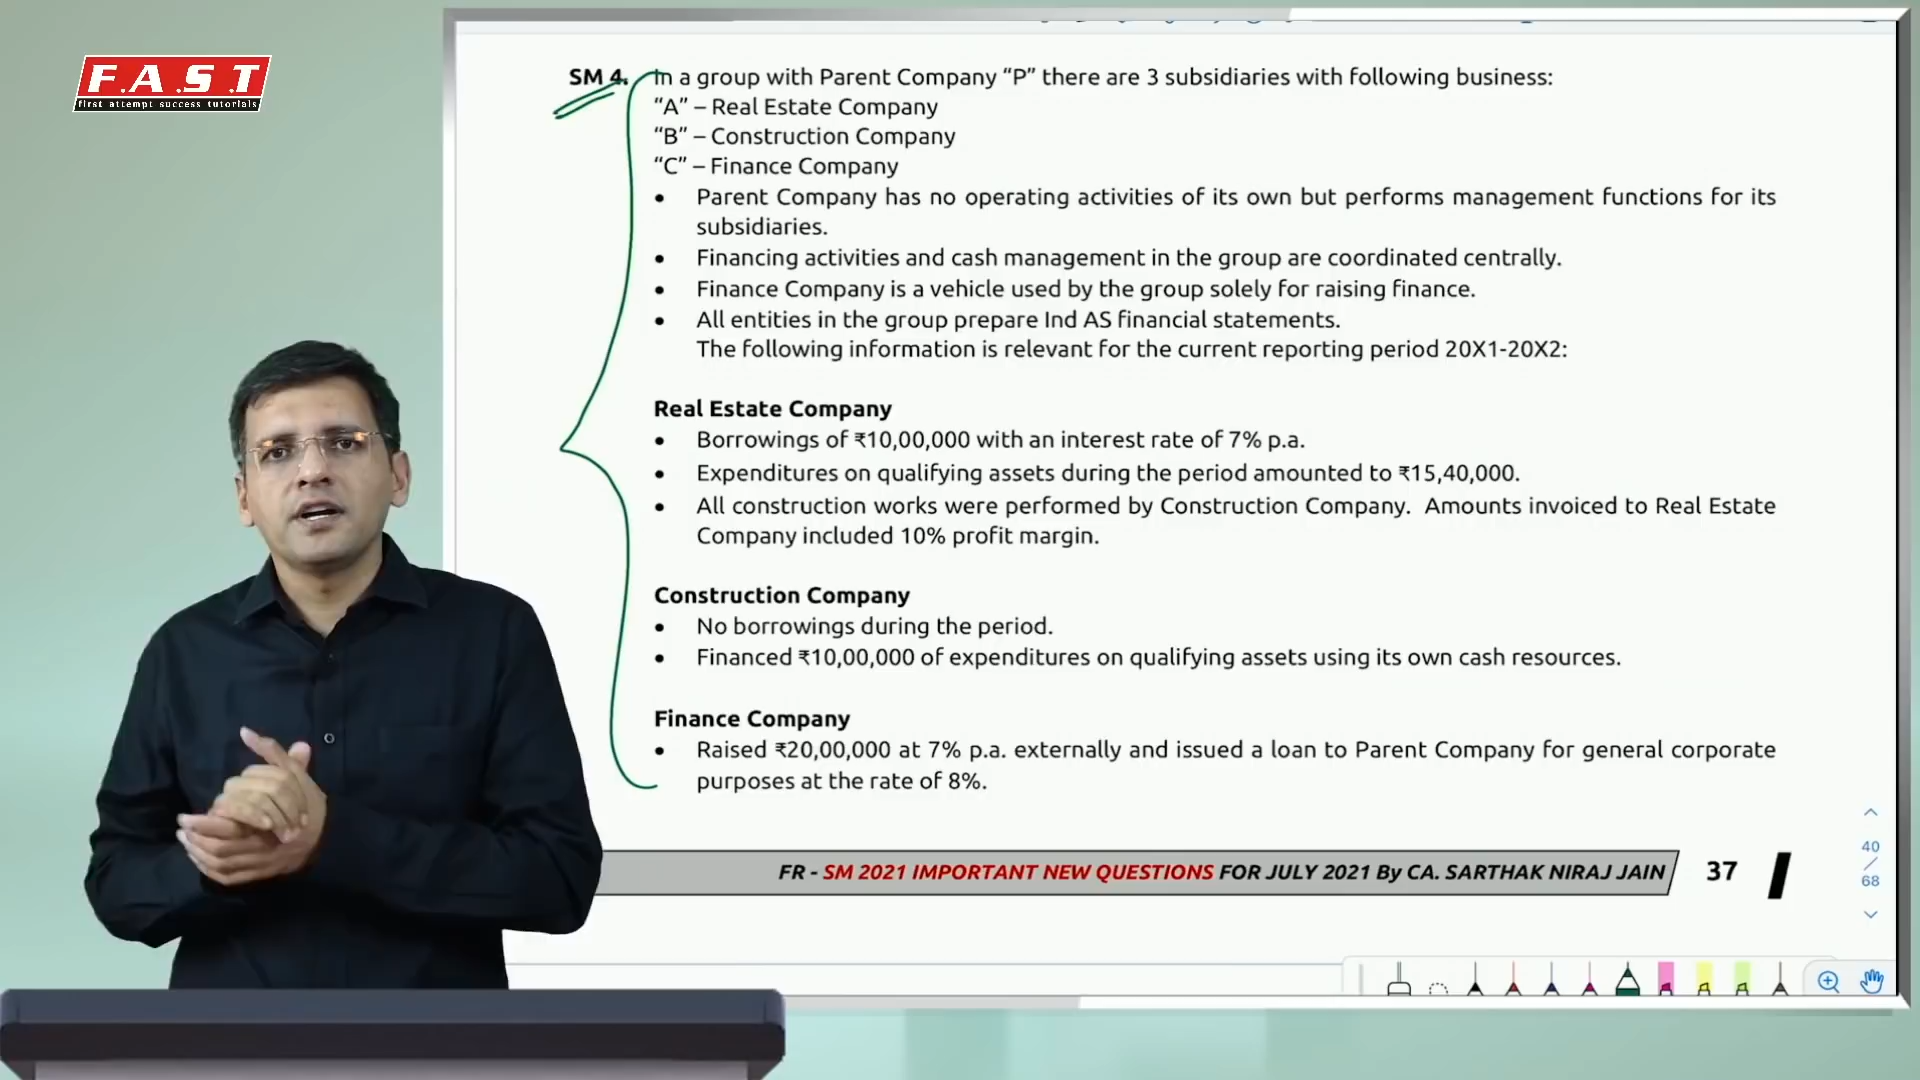 F.A.S.T
first attempt success tutorials
SM 4. In a group with Parent Company “P” there are 3 subsidiaries with following business:
“A” – Real Estate Company
“B” – Construction Company
“C” – Finance Company
• Parent Company has no operating activities of its own but performs management functions for its
subsidiaries.
• Financing activities and cash management in the group are coordinated centrally.
• Finance Company is a vehicle used by the group solely for raising finance.
• All entities in the group prepare Ind AS financial statements.
The following information is relevant for the current reporting period 20X1-20X2:
Real Estate Company
• Borrowings of ₹10,00,000 with an interest rate of 7% p.a.
• Expenditures on qualifying assets during the period amounted to ₹15,40,000.
• All construction works were performed by Construction Company. Amounts invoiced to Real Estate
Company included 10% profit margin.
Construction Company
• No borrowings during the period.
• Financed ₹10,00,000 of expenditures on qualifying assets using its own cash resources.
Finance Company
• Raised ₹20,00,000 at 7% p.a. externally and issued a loan to Parent Company for general corporate
purposes at the rate of 8%.
FR - SM 2021 IMPORTANT NEW QUESTIONS FOR JULY 2021 By CA. SARTHAK NIRAJ JAIN 37
40
/
68